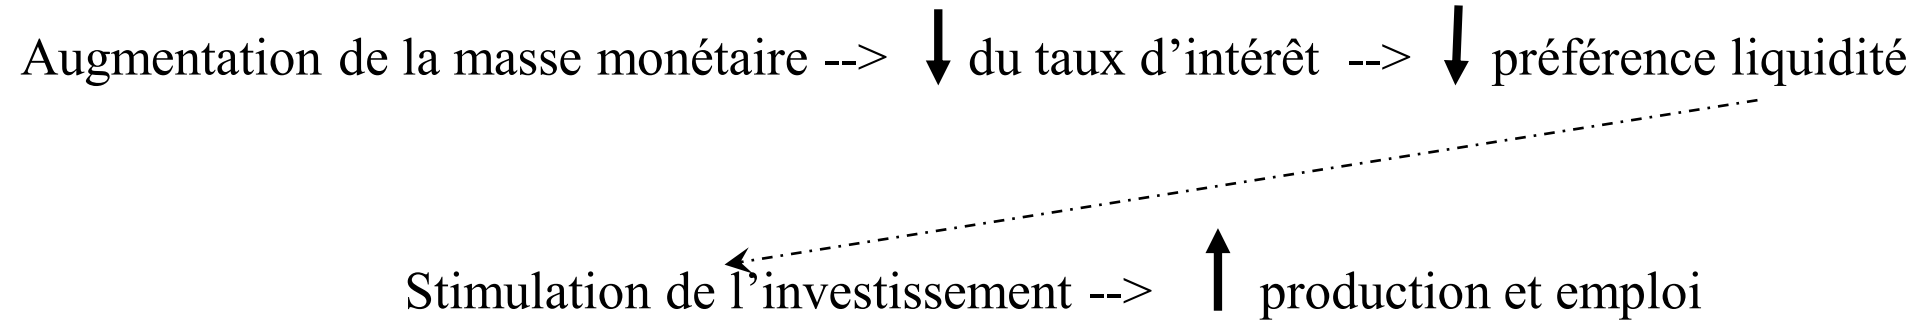 Augmentation de la masse monétaire --> du taux d’intérêt --> préférence liquidité
Stimulation de l’investissement --> production et emploi